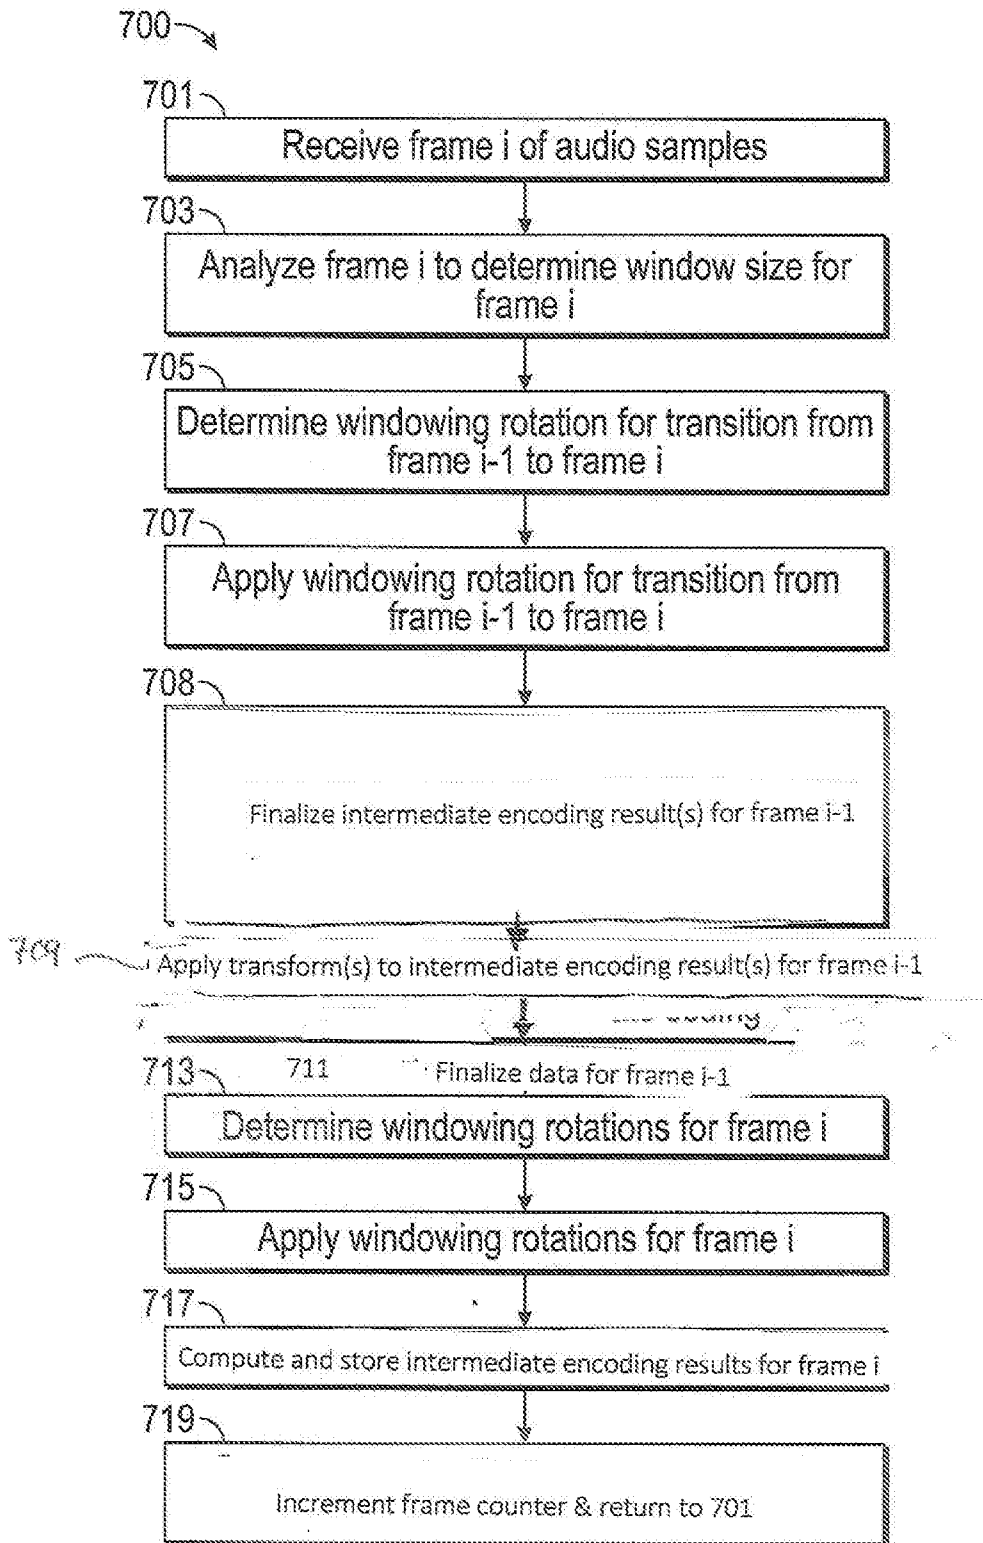 700
701
Receive frame i of audio samples
703
Analyze frame i to determine window size for
frame i
705
Determine windowing rotation for transition from
frame i-1 to frame i
707
Apply windowing rotation for transition from
frame i-1 to frame i
708
Finalize intermediate encoding result(s) for frame i-1
709
Apply transform(s) to intermediate encoding result(s) for frame i-1
711
Finalize data for frame i-1
713
Determine windowing rotations for frame i
715
Apply windowing rotations for frame i
717
Compute and store intermediate encoding results for frame i
719
Increment frame counter & return to 701